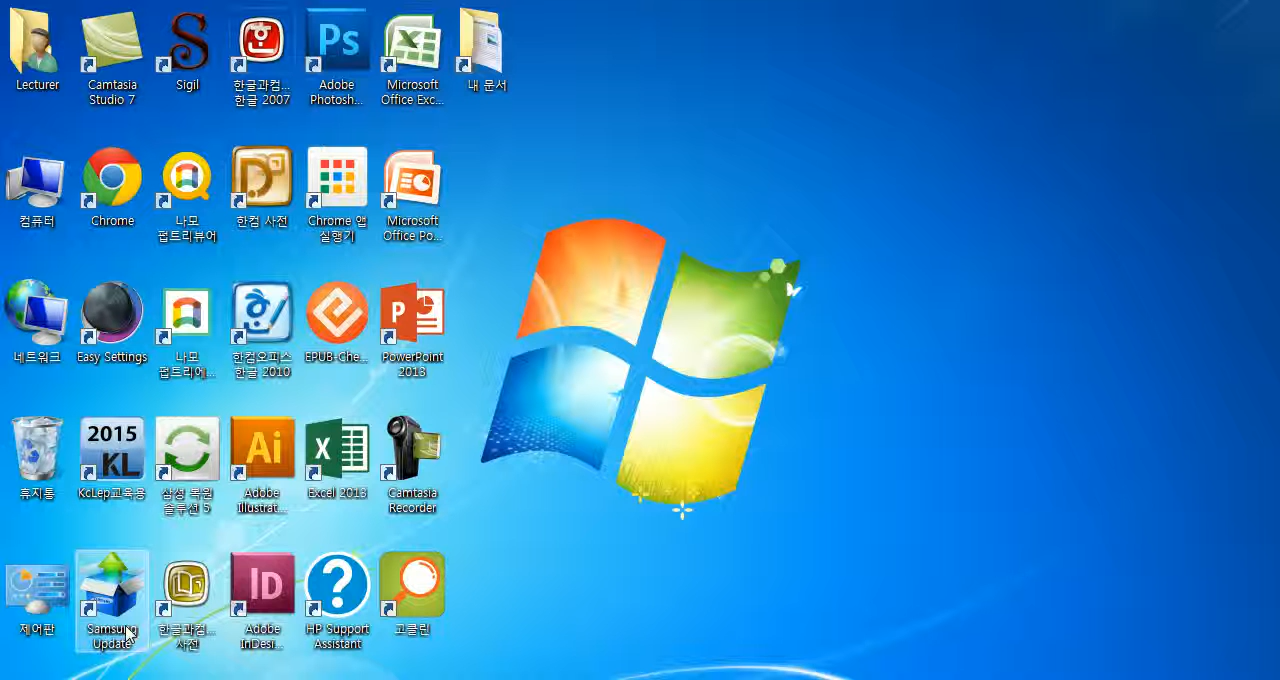 Lecturer
Camtasia
Studio 7
Sigil
한글과컴...
한글 2007
Ps
Adobe
Photosh...
Microsoft
Office Exc...
내 문서
컴퓨터
Chrome
나모
펍트리뷰어
한컴 사전
Chrome 앱
실행기
Microsoft
Office Po...
네트워크
Easy Settings
나모
펍트리에...
한컴오피스
한글 2010
EPUB-Che...
PowerPoint
2013
휴지통
2015
KL
KcLep교육용
삼성 복원
솔루션 5
Ai
Adobe
Illustrat...
Excel 2013
Camtasia
Recorder
제어판
Samsung
Update
한글과컴...
사전
Id
Adobe
InDesi...
?
HP Support
Assistant
고클린